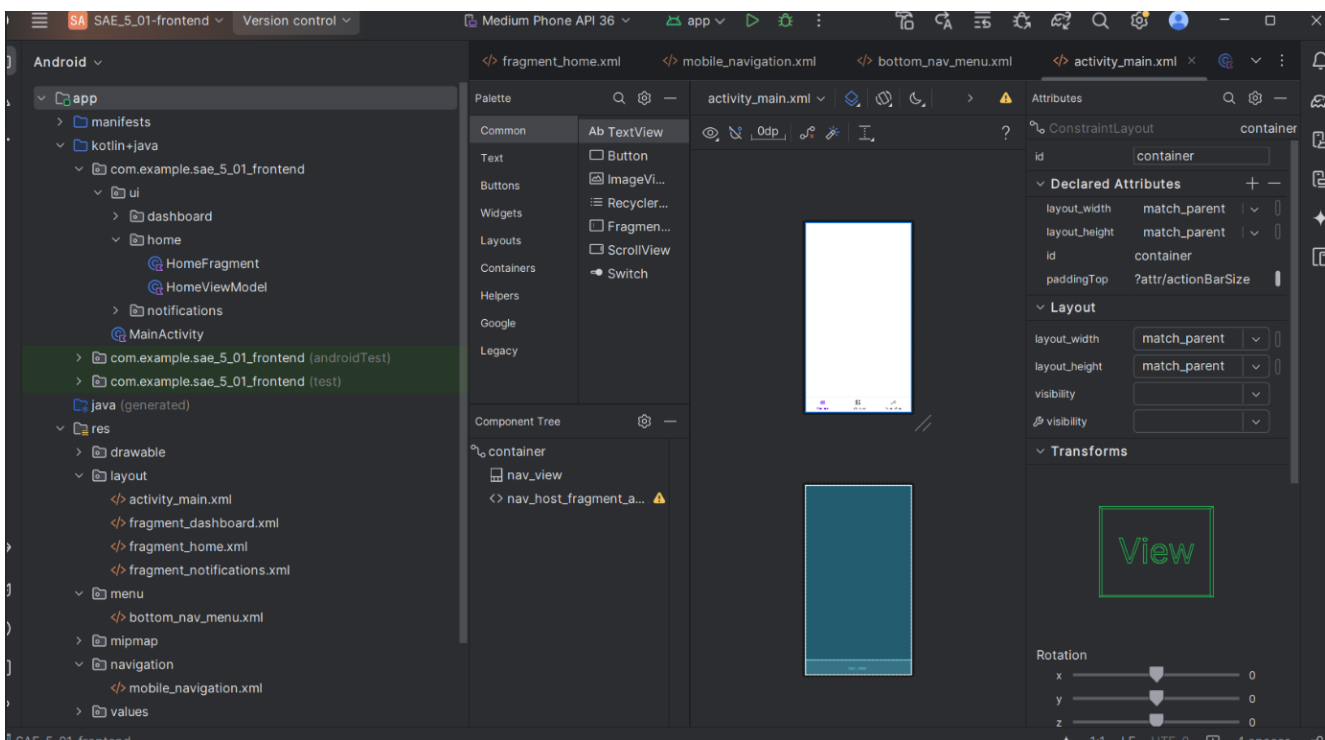 SA SAE_5_01-frontend Version control Medium Phone API 36 app
Android
fragment_home.xml mobile_navigation.xml bottom_nav_menu.xml activity_main.xml
app
manifests
kotlin+java
com.example.sae_5_01_frontend
ui
dashboard
home
HomeFragment
HomeViewModel
notifications
MainActivity
com.example.sae_5_01_frontend (androidTest)
com.example.sae_5_01_frontend (test)
java (generated)
res
drawable
layout
activity_main.xml
fragment_dashboard.xml
fragment_home.xml
fragment_notifications.xml
menu
bottom_nav_menu.xml
mipmap
navigation
mobile_navigation.xml
values
Palette
Common
Text
Buttons
Widgets
Layouts
Containers
Helpers
Google
Legacy
Ab TextView
Button
ImageVi...
Recycler...
Fragmen...
ScrollView
Switch
Component Tree
container
nav_view
nav_host_fragment_a...
activity_main.xml
0dp
?
Attributes
ConstraintLayout container
id container
Declared Attributes
layout_width match_parent
layout_height match_parent
id container
paddingTop ?attr/actionBarSize
Layout
layout_width match_parent
layout_height match_parent
visibility
visibility
Transforms
View
Rotation
x 0
y 0
z 0